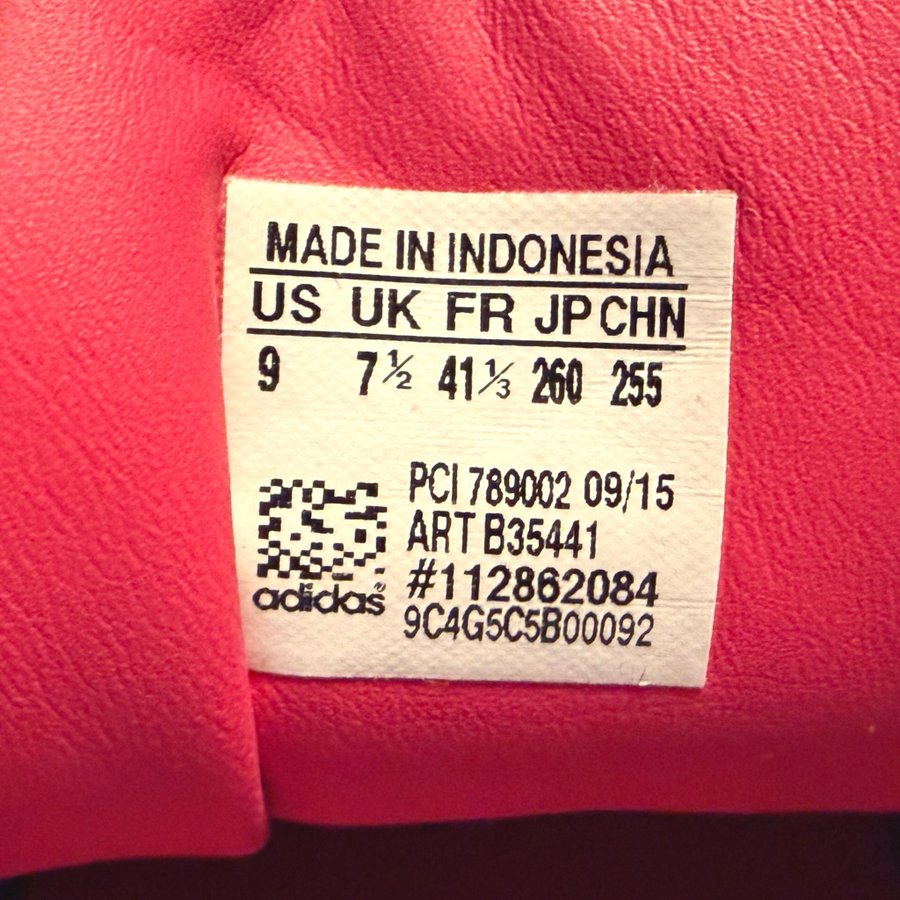 MADE IN INDONESIA
US UK FR JP CHN
9 7½ 41⅓ 260 255
PCI 789002 09/15
ART B35441
#112862084
adidas®
9C4G5C5B00092